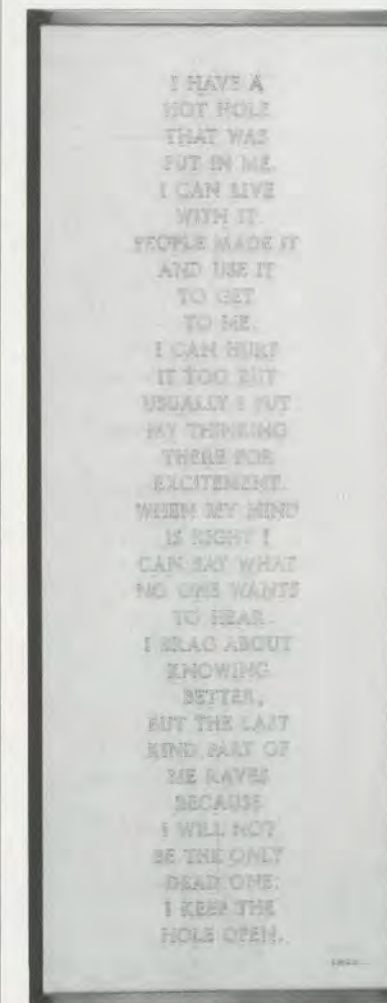 I HAVE A
HOT HOLE
THAT WAS
PUT IN ME.
I CAN LIVE
WITH IT.
PEOPLE MADE IT
AND USE IT
TO GET
TO ME.
I CAN HURT
IT TOO BUT
USUALLY I PUT
MY THINKING
THERE FOR
EXCITEMENT.
WHEN MY MIND
IS RIGHT I
CAN SAY WHAT
NO ONE WANTS
TO HEAR.
I BRAG ABOUT
KNOWING
BETTER,
BUT THE LAST
KIND PART OF
ME RAVES
BECAUSE
I WILL NOT
BE THE ONLY
DEAD ONE.
I KEEP THE
HOLE OPEN.